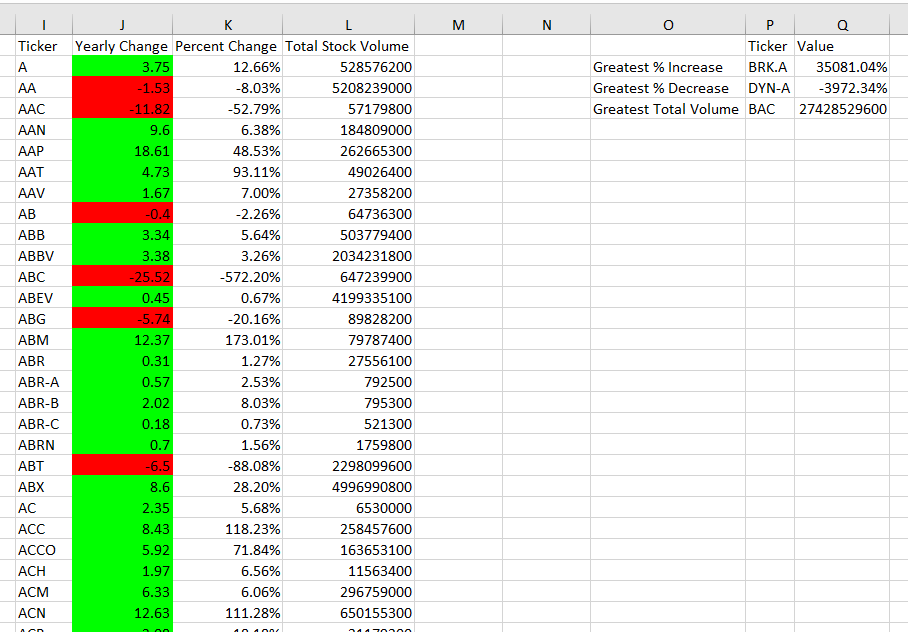 I J K L M N O P Q
Ticker Yearly Change Percent Change Total Stock Volume Ticker Value
A 3.75 12.66% 528576200 Greatest % Increase BRK.A 35081.04%
AA -1.53 -8.03% 5208239000 Greatest % Decrease DYN-A -3972.34%
AAC -11.82 -52.79% 57179800 Greatest Total Volume BAC 27428529600
AAN 9.6 6.38% 184809000
AAP 18.61 48.53% 262665300
AAT 4.73 93.11% 49026400
AAV 1.67 7.00% 27358200
AB -0.4 -2.26% 64736300
ABB 3.34 5.64% 503779400
ABBV 3.38 3.26% 2034231800
ABC -25.52 -572.20% 647239900
ABEV 0.45 0.67% 4199335100
ABG -5.74 -20.16% 89828200
ABM 12.37 173.01% 79787400
ABR 0.31 1.27% 27556100
ABR-A 0.57 2.53% 792500
ABR-B 2.02 8.03% 795300
ABR-C 0.18 0.73% 521300
ABRN 0.7 1.56% 1759800
ABT -6.5 -88.08% 2298099600
ABX 8.6 28.20% 4996990800
AC 2.35 5.68% 6530000
ACC 8.43 118.23% 258457600
ACCO 5.92 71.84% 163653100
ACH 1.97 6.56% 11563400
ACM 6.33 6.06% 296759000
ACN 12.63 111.28% 650155300